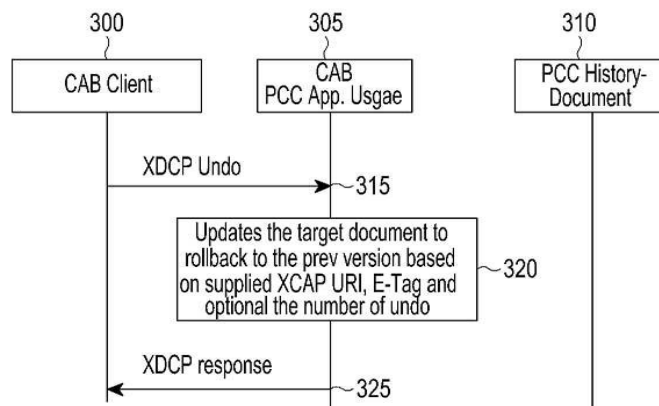 300
305
310
CAB Client
CAB
PCC App. Usgae
PCC History-
Document
XDCP Undo
315
Updates the target document to
rollback to the prev version based
on supplied XCAP URI, E-Tag and
optional the number of undo
320
XDCP response
325